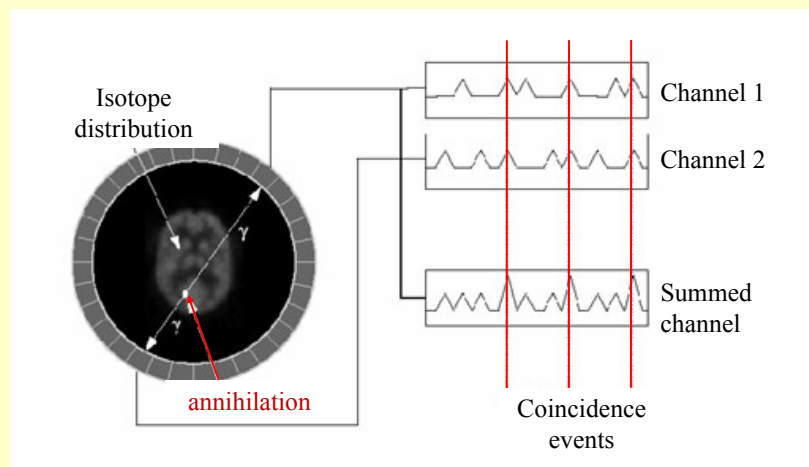 Isotope
distribution
γ
γ
annihilation
Channel 1
Channel 2
Summed
channel
Coincidence
events